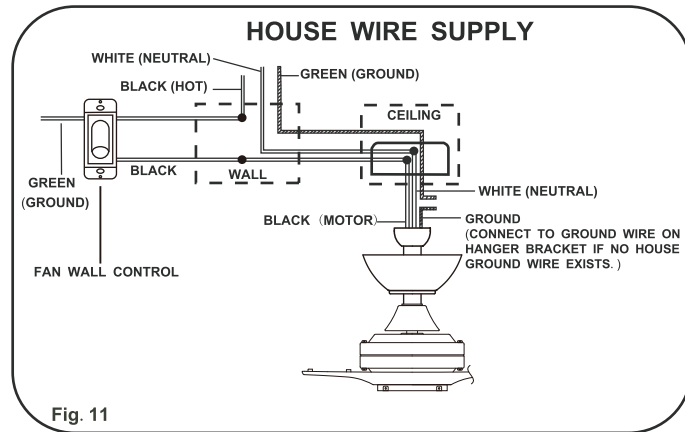 HOUSE WIRE SUPPLY
WHITE (NEUTRAL)
GREEN (GROUND)
BLACK (HOT)
CEILING
BLACK
WALL
GREEN
(GROUND)
WHITE (NEUTRAL)
BLACK (MOTOR)
GROUND
(CONNECT TO GROUND WIRE ON
HANGER BRACKET IF NO HOUSE
GROUND WIRE EXISTS.)
FAN WALL CONTROL
Fig. 11